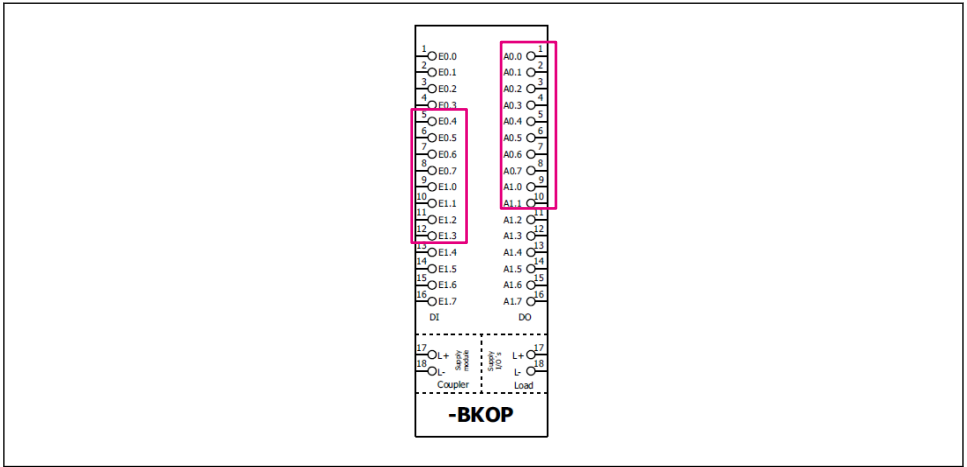 1 E0.0 A0.0 1
2 E0.1 A0.1 2
3 E0.2 A0.2 3
4 E0.3 A0.3 4
5 E0.4 A0.4 5
6 E0.5 A0.5 6
7 E0.6 A0.6 7
8 E0.7 A0.7 8
9 E1.0 A1.0 9
10 E1.1 A1.1 10
11 E1.2 A1.2 11
12 E1.3 A1.3 12
13 E1.4 A1.4 13
14 E1.5 A1.5 14
15 E1.6 A1.6 15
16 E1.7 A1.7 16
DI DO
17 L+ L+ 17
18 L- L- 18
Supply
module
Supply
I/O´s
Coupler Load
-BKOP